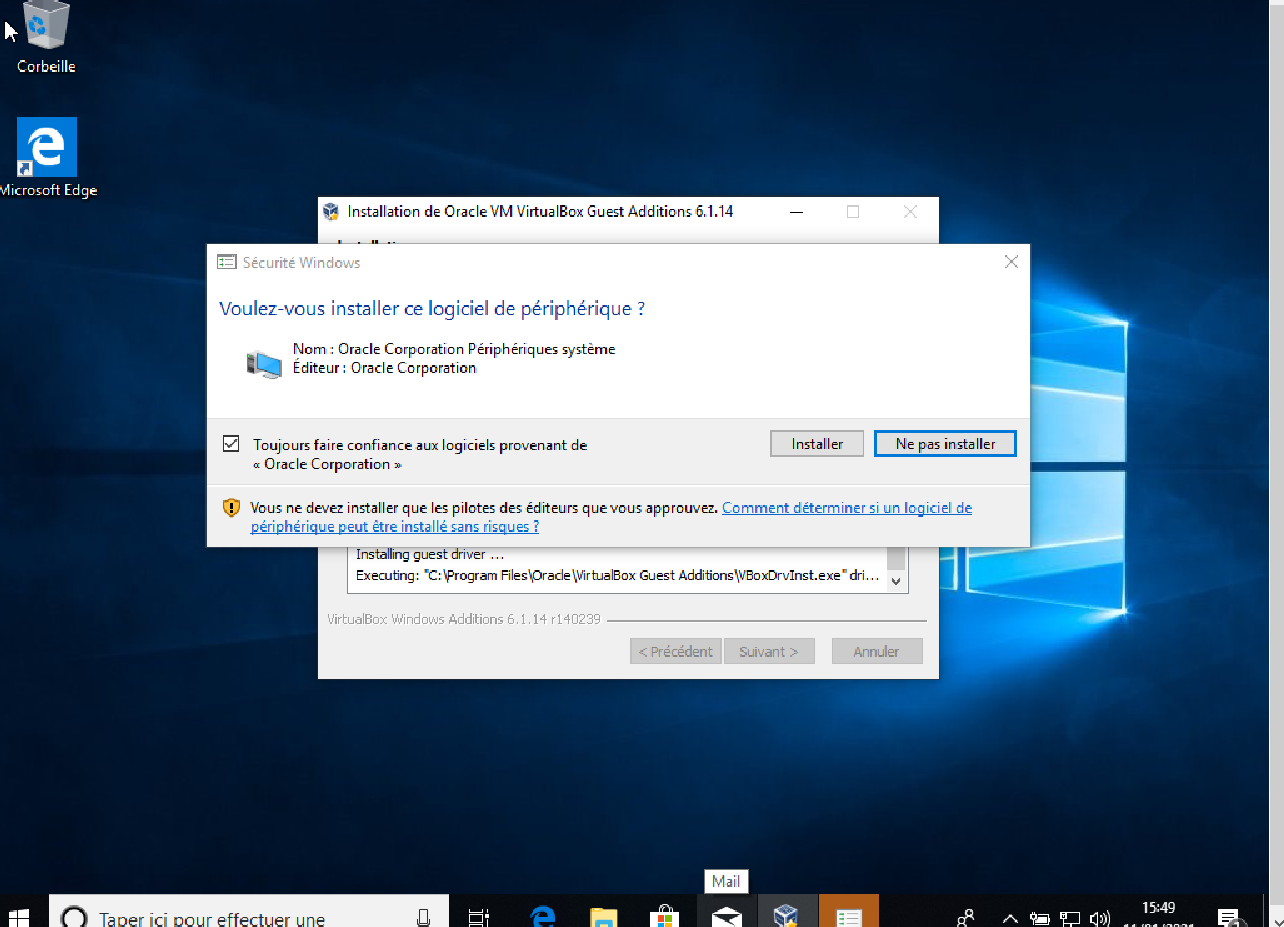 Corbeille
Microsoft Edge
Installation de Oracle VM VirtualBox Guest Additions 6.1.14
Sécurité Windows
Voulez-vous installer ce logiciel de périphérique ?
Nom : Oracle Corporation Périphériques système
Éditeur : Oracle Corporation
Toujours faire confiance aux logiciels provenant de
« Oracle Corporation »
Installer
Ne pas installer
Vous ne devez installer que les pilotes des éditeurs que vous approuvez. Comment déterminer si un logiciel de
périphérique peut être installé sans risques ?
Installing guest driver ...
Executing: "C:\Program Files\Oracle\VirtualBox Guest Additions\VBoxDrvInst.exe" dri...
VirtualBox Windows Additions 6.1.14 r140239
< Précédent
Suivant >
Annuler
Mail
Taper ici pour effectuer une
15:49